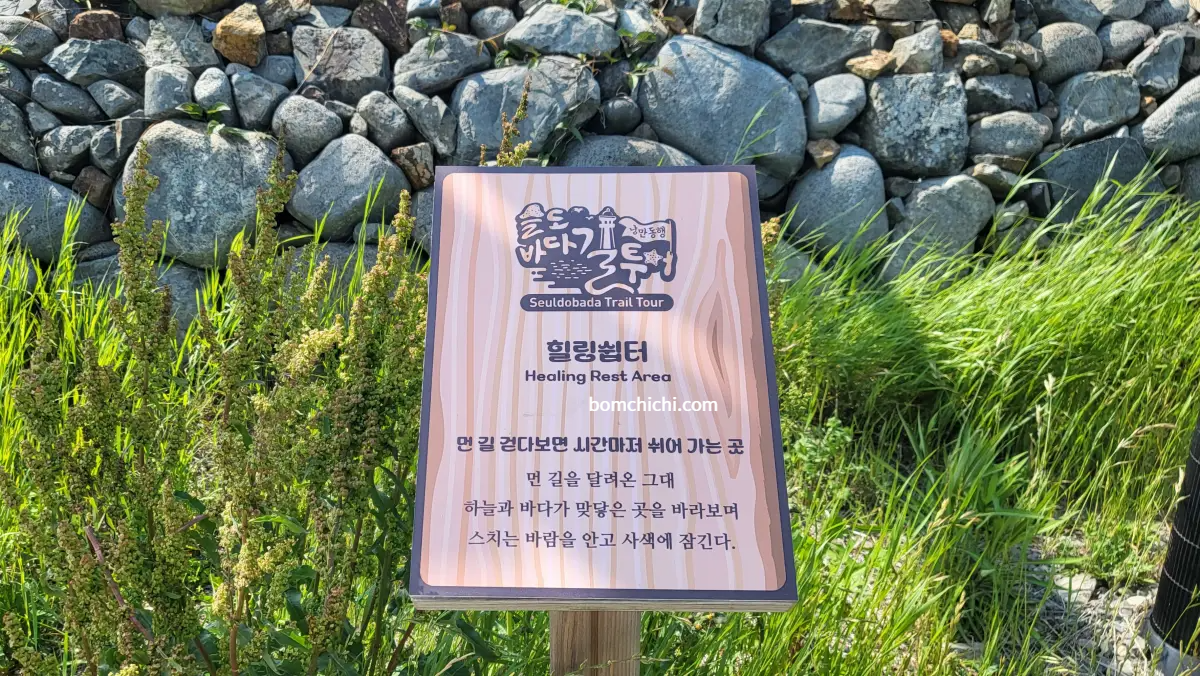 슬도
바다길투어
낭만동행
Seuldobada Trail Tour
힐링쉼터
Healing Rest Area
bomchichi.com
먼 길 걷다보면 시간마저 쉬어 가는 곳
먼 길을 달려온 그대
하늘과 바다가 맞닿은 곳을 바라보며
스치는 바람을 안고 사색에 잠긴다.